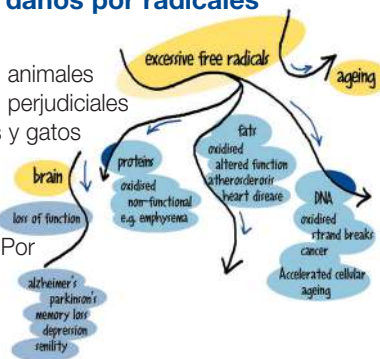 daños por radicales
animales
perjudiciales
s y gatos
Por
excessive free radicals
ageing
brain
loss of function
alzheimer's
parkinson's
memory loss
depression
senility
proteins
oxidised
non-functional
e.g. emphysema
fats
oxidised
altered function
atherosclerosis
heart disease
DNA
oxidised
strand breaks
cancer
Accelerated cellular
ageing